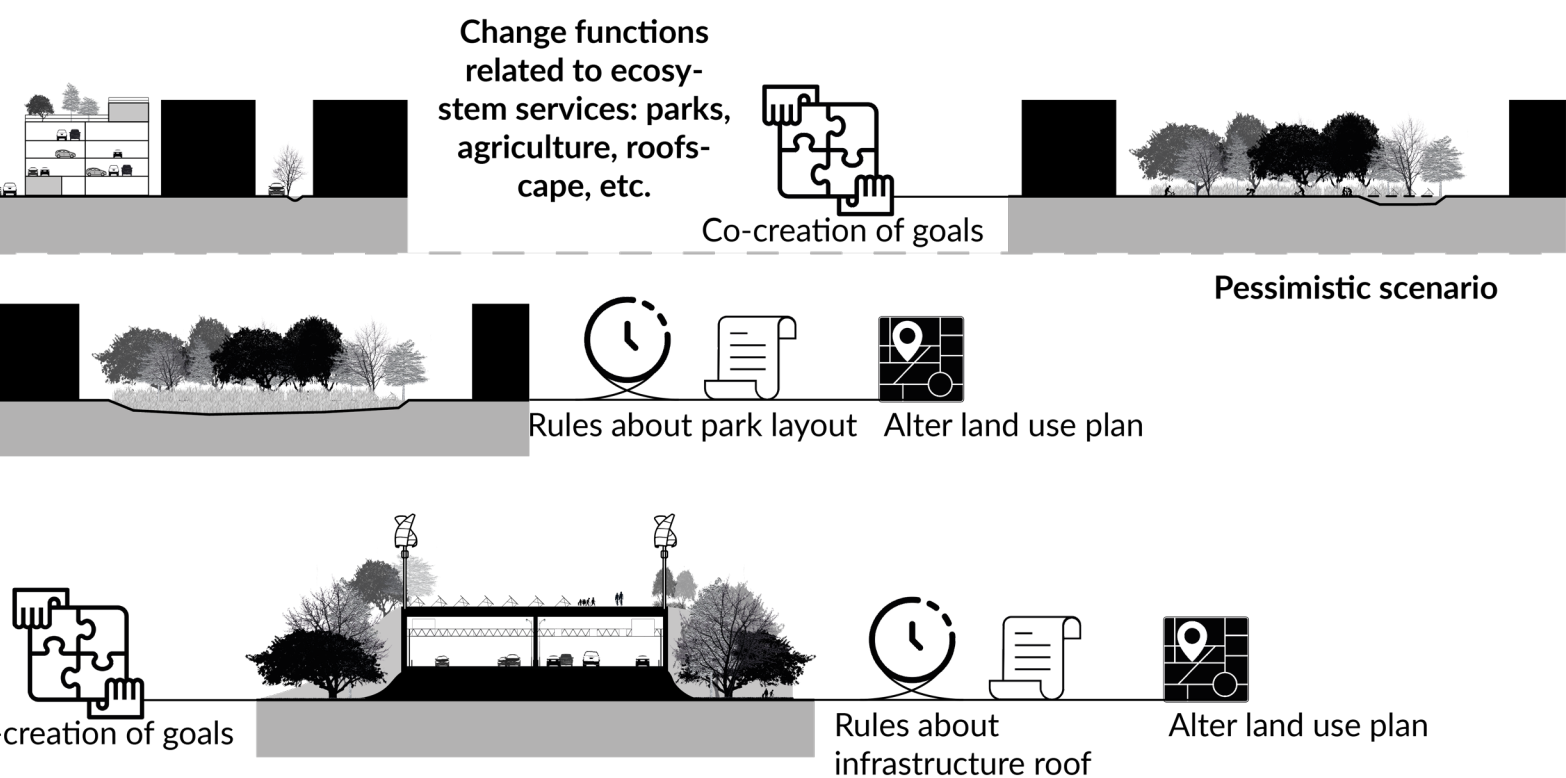 Change functions
related to ecosy-
stem services: parks,
agriculture, roofs-
cape, etc.
Co-creation of goals
Pessimistic scenario
Rules about park layout
Alter land use plan
-creation of goals
Rules about
infrastructure roof
Alter land use plan